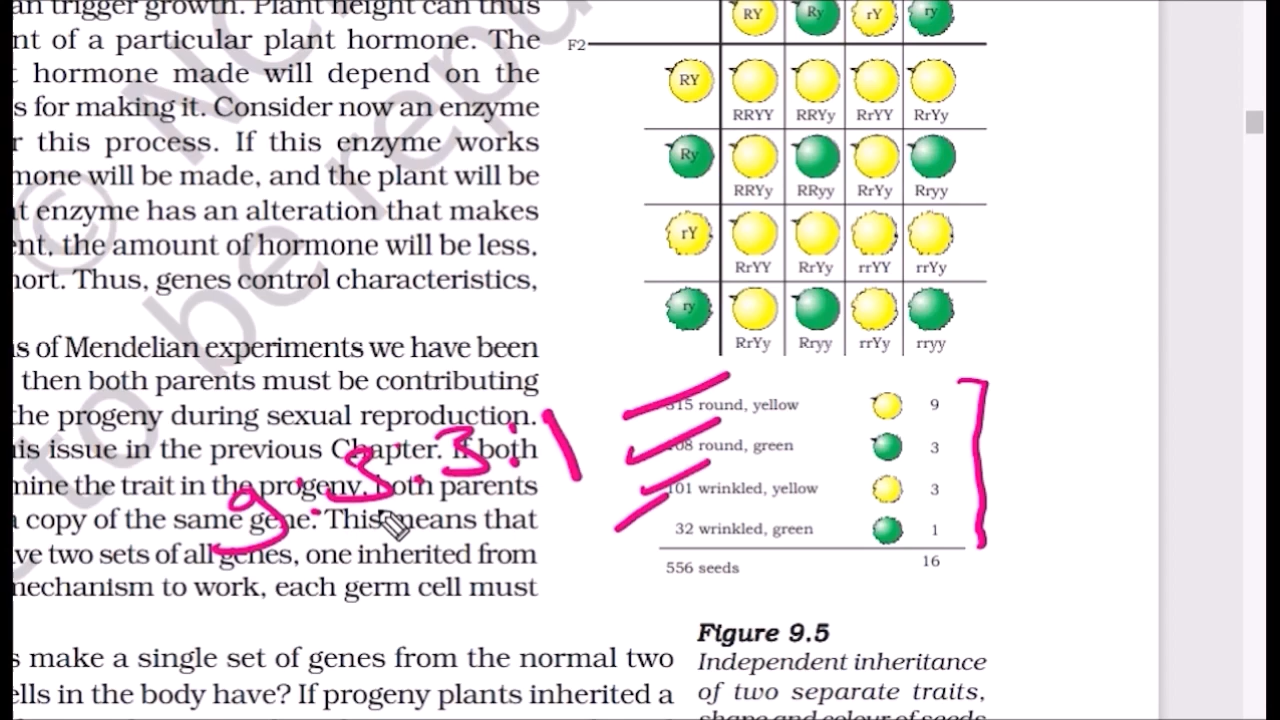 an trigger growth. Plant height can thus
nt of a particular plant hormone. The
hormone made will depend on the
s for making it. Consider now an enzyme
r this process. If this enzyme works
mone will be made, and the plant will be
t enzyme has an alteration that makes
ent, the amount of hormone will be less,
hort. Thus, genes control characteristics,
ns of Mendelian experiments we have been
then both parents must be contributing
the progeny during sexual reproduction.
is issue in the previous Chapter. If both
mine the trait in the progeny, both parents
a copy of the same gene. This means that
ve two sets of all genes, one inherited from
mechanism to work, each germ cell must
s make a single set of genes from the normal two
ells in the body have? If progeny plants inherited a
9:3:3:1
RY Ry rY ry
F2
RY
RRYY RRYy RrYY RrYy
Ry
RRYy RRyy RrYy Rryy
rY
RrYY RrYy rrYY rrYy
ry
RrYy Rryy rrYy rryy
315 round, yellow 9
108 round, green 3
101 wrinkled, yellow 3
32 wrinkled, green 1
556 seeds 16
Figure 9.5
Independent inheritance
of two separate traits,
shape and colour of seeds
© NC
to be repu